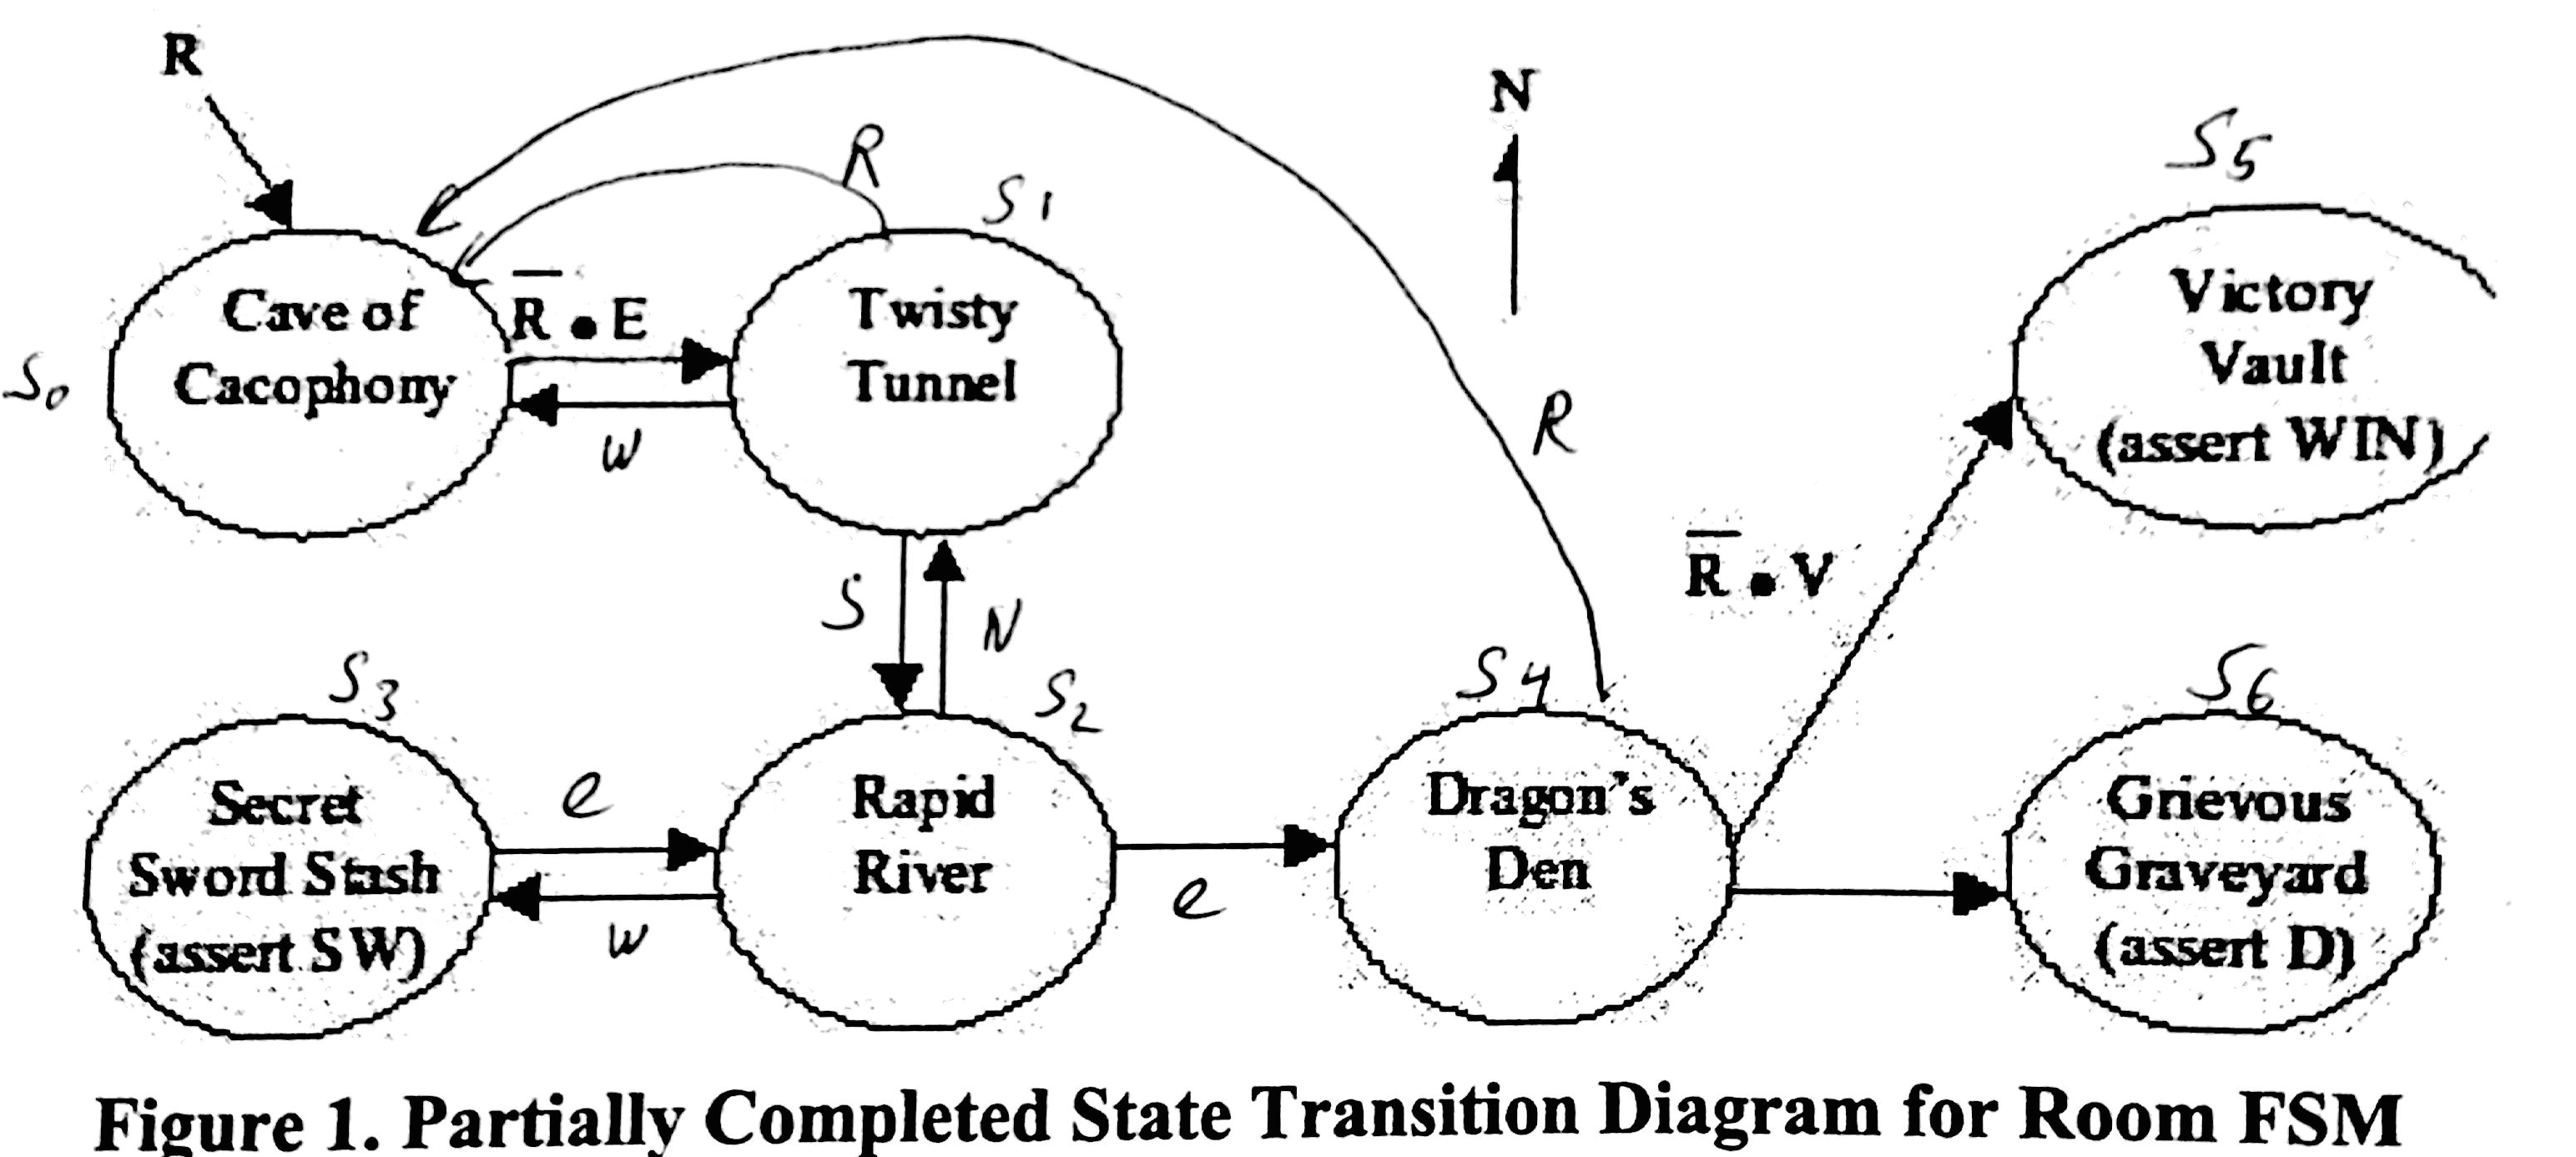 R
N
S5
R
S1
S0
Cave of
Cacophony
R̅ • E
w
Twisty
Tunnel
R
Victory
Vault
(assert WIN)
R̅ • V
S
N
S3
S2
S4
S6
Secret
Sword Stash
(assert SW)
e
w
Rapid
River
e
Dragon's
Den
Grievous
Graveyard
(assert D)
Figure 1. Partially Completed State Transition Diagram for Room FSM